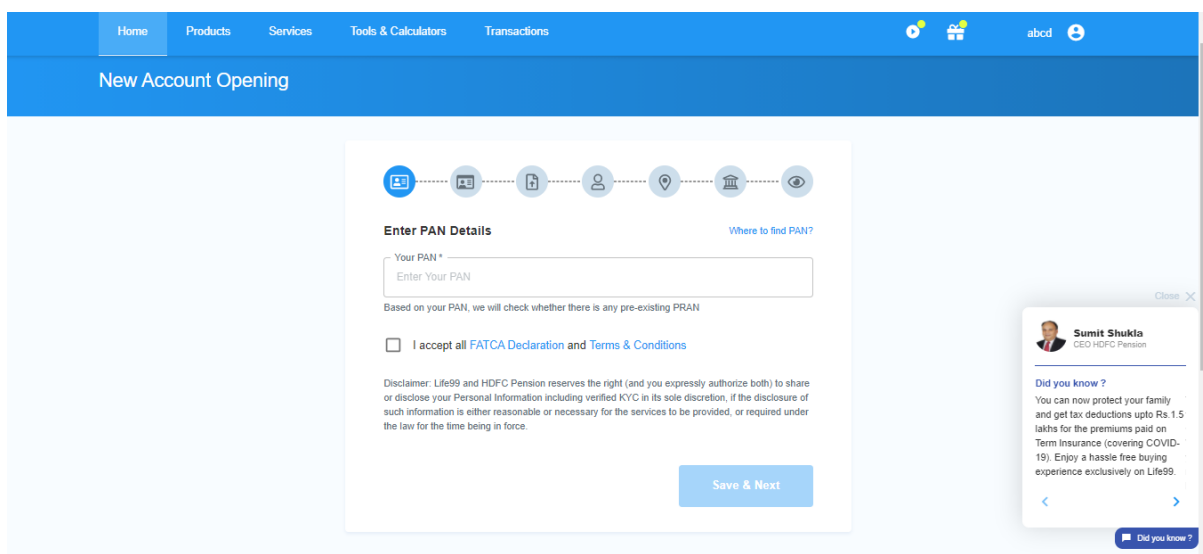 Home Products Services Tools & Calculators Transactions abcd
New Account Opening
Enter PAN Details Where to find PAN?
Your PAN *
Enter Your PAN
Based on your PAN, we will check whether there is any pre-existing PRAN
I accept all FATCA Declaration and Terms & Conditions
Disclaimer: Life99 and HDFC Pension reserves the right (and you expressly authorize both) to share
or disclose your Personal Information including verified KYC in its sole discretion, if the disclosure of
such information is either reasonable or necessary for the services to be provided, or required under
the law for the time being in force.
Save & Next
Close
Sumit Shukla
CEO HDFC Pension
Did you know ?
You can now protect your family
and get tax deductions upto Rs.1.5
lakhs for the premiums paid on
Term Insurance (covering COVID-
19). Enjoy a hassle free buying
experience exclusively on Life99.
Did you know ?